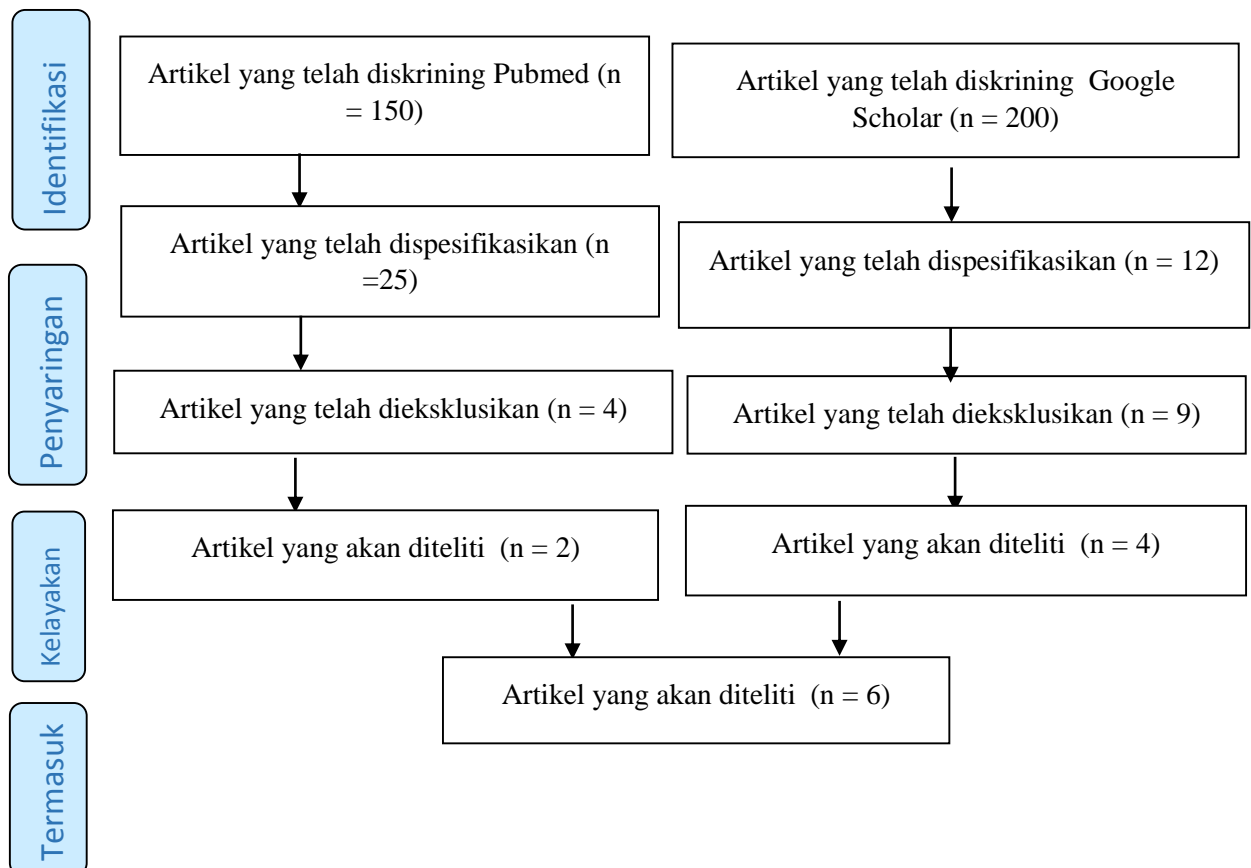 Identifikasi
Artikel yang telah diskrining Pubmed (n
= 150)
Artikel yang telah diskrining  Google
Scholar (n = 200)
Artikel yang telah dispesifikasikan (n
=25)
Artikel yang telah dispesifikasikan (n = 12)
Penyaringan
Artikel yang telah dieksklusikan (n = 4)
Artikel yang telah dieksklusikan (n = 9)
Kelayakan
Artikel yang akan diteliti  (n = 2)
Artikel yang akan diteliti  (n = 4)
Artikel yang akan diteliti  (n = 6)
Termasuk